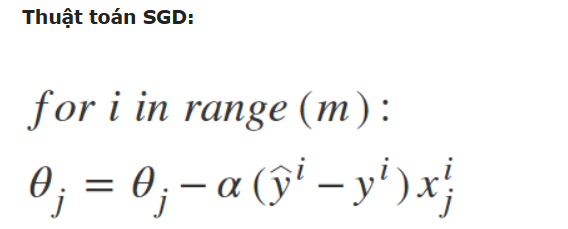 Thuật toán SGD:
for i in range (m):
θ_j = θ_j − α (ŷ^i − y^i) x_j^i